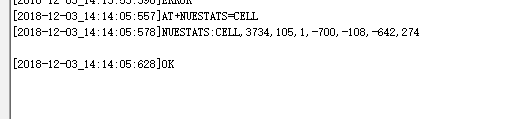 [2018-12-03_14:14:05:557]AT+NUESTATS=CELL
[2018-12-03_14:14:05:578]NUESTATS:CELL,3734,105,1,-700,-108,-642,274
[2018-12-03_14:14:05:628]OK